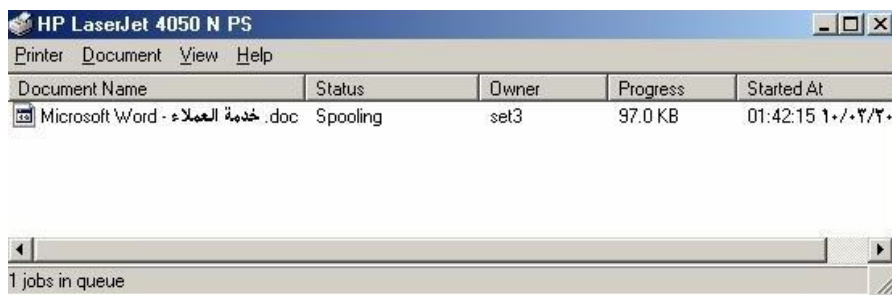 HP LaserJet 4050 N PS
Printer Document View Help
Document Name Status Owner Progress Started At
Microsoft Word - خدمة العملاء .doc Spooling set3 97.0 KB 01:42:15 ١٠/٠٣/٢٠
1 jobs in queue